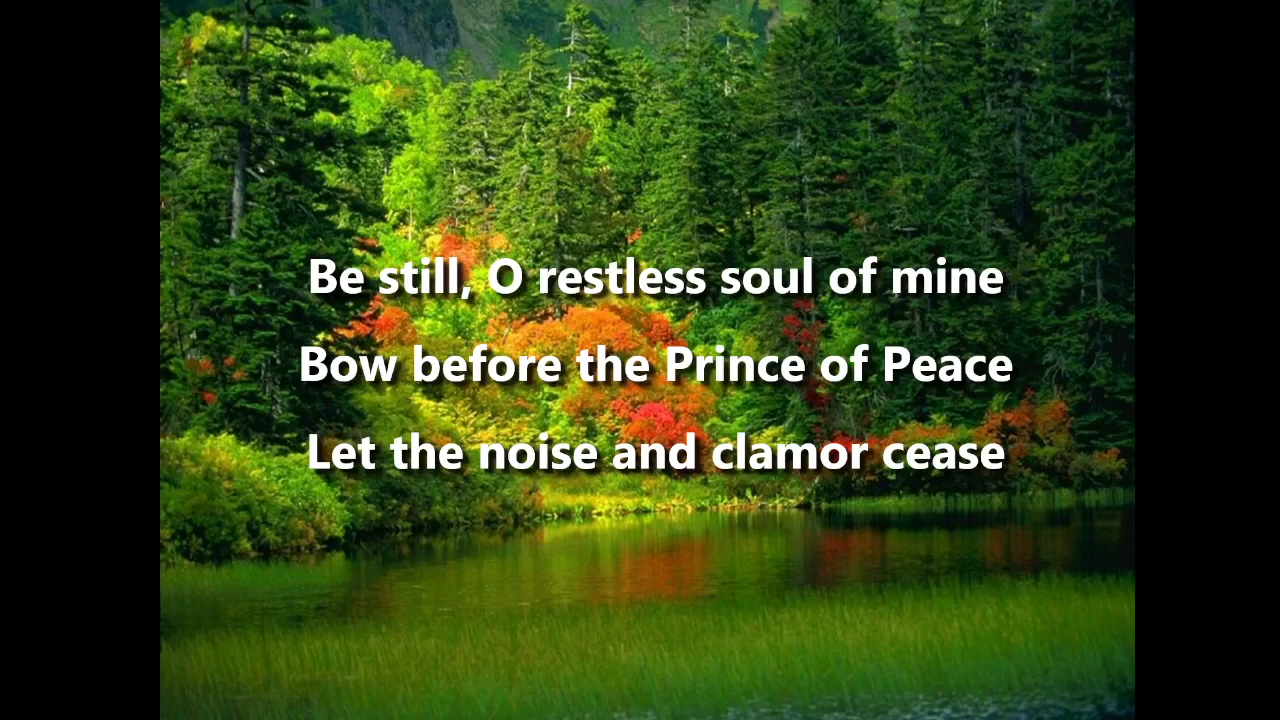 Be still, O restless soul of mine
Bow before the Prince of Peace
Let the noise and clamor cease